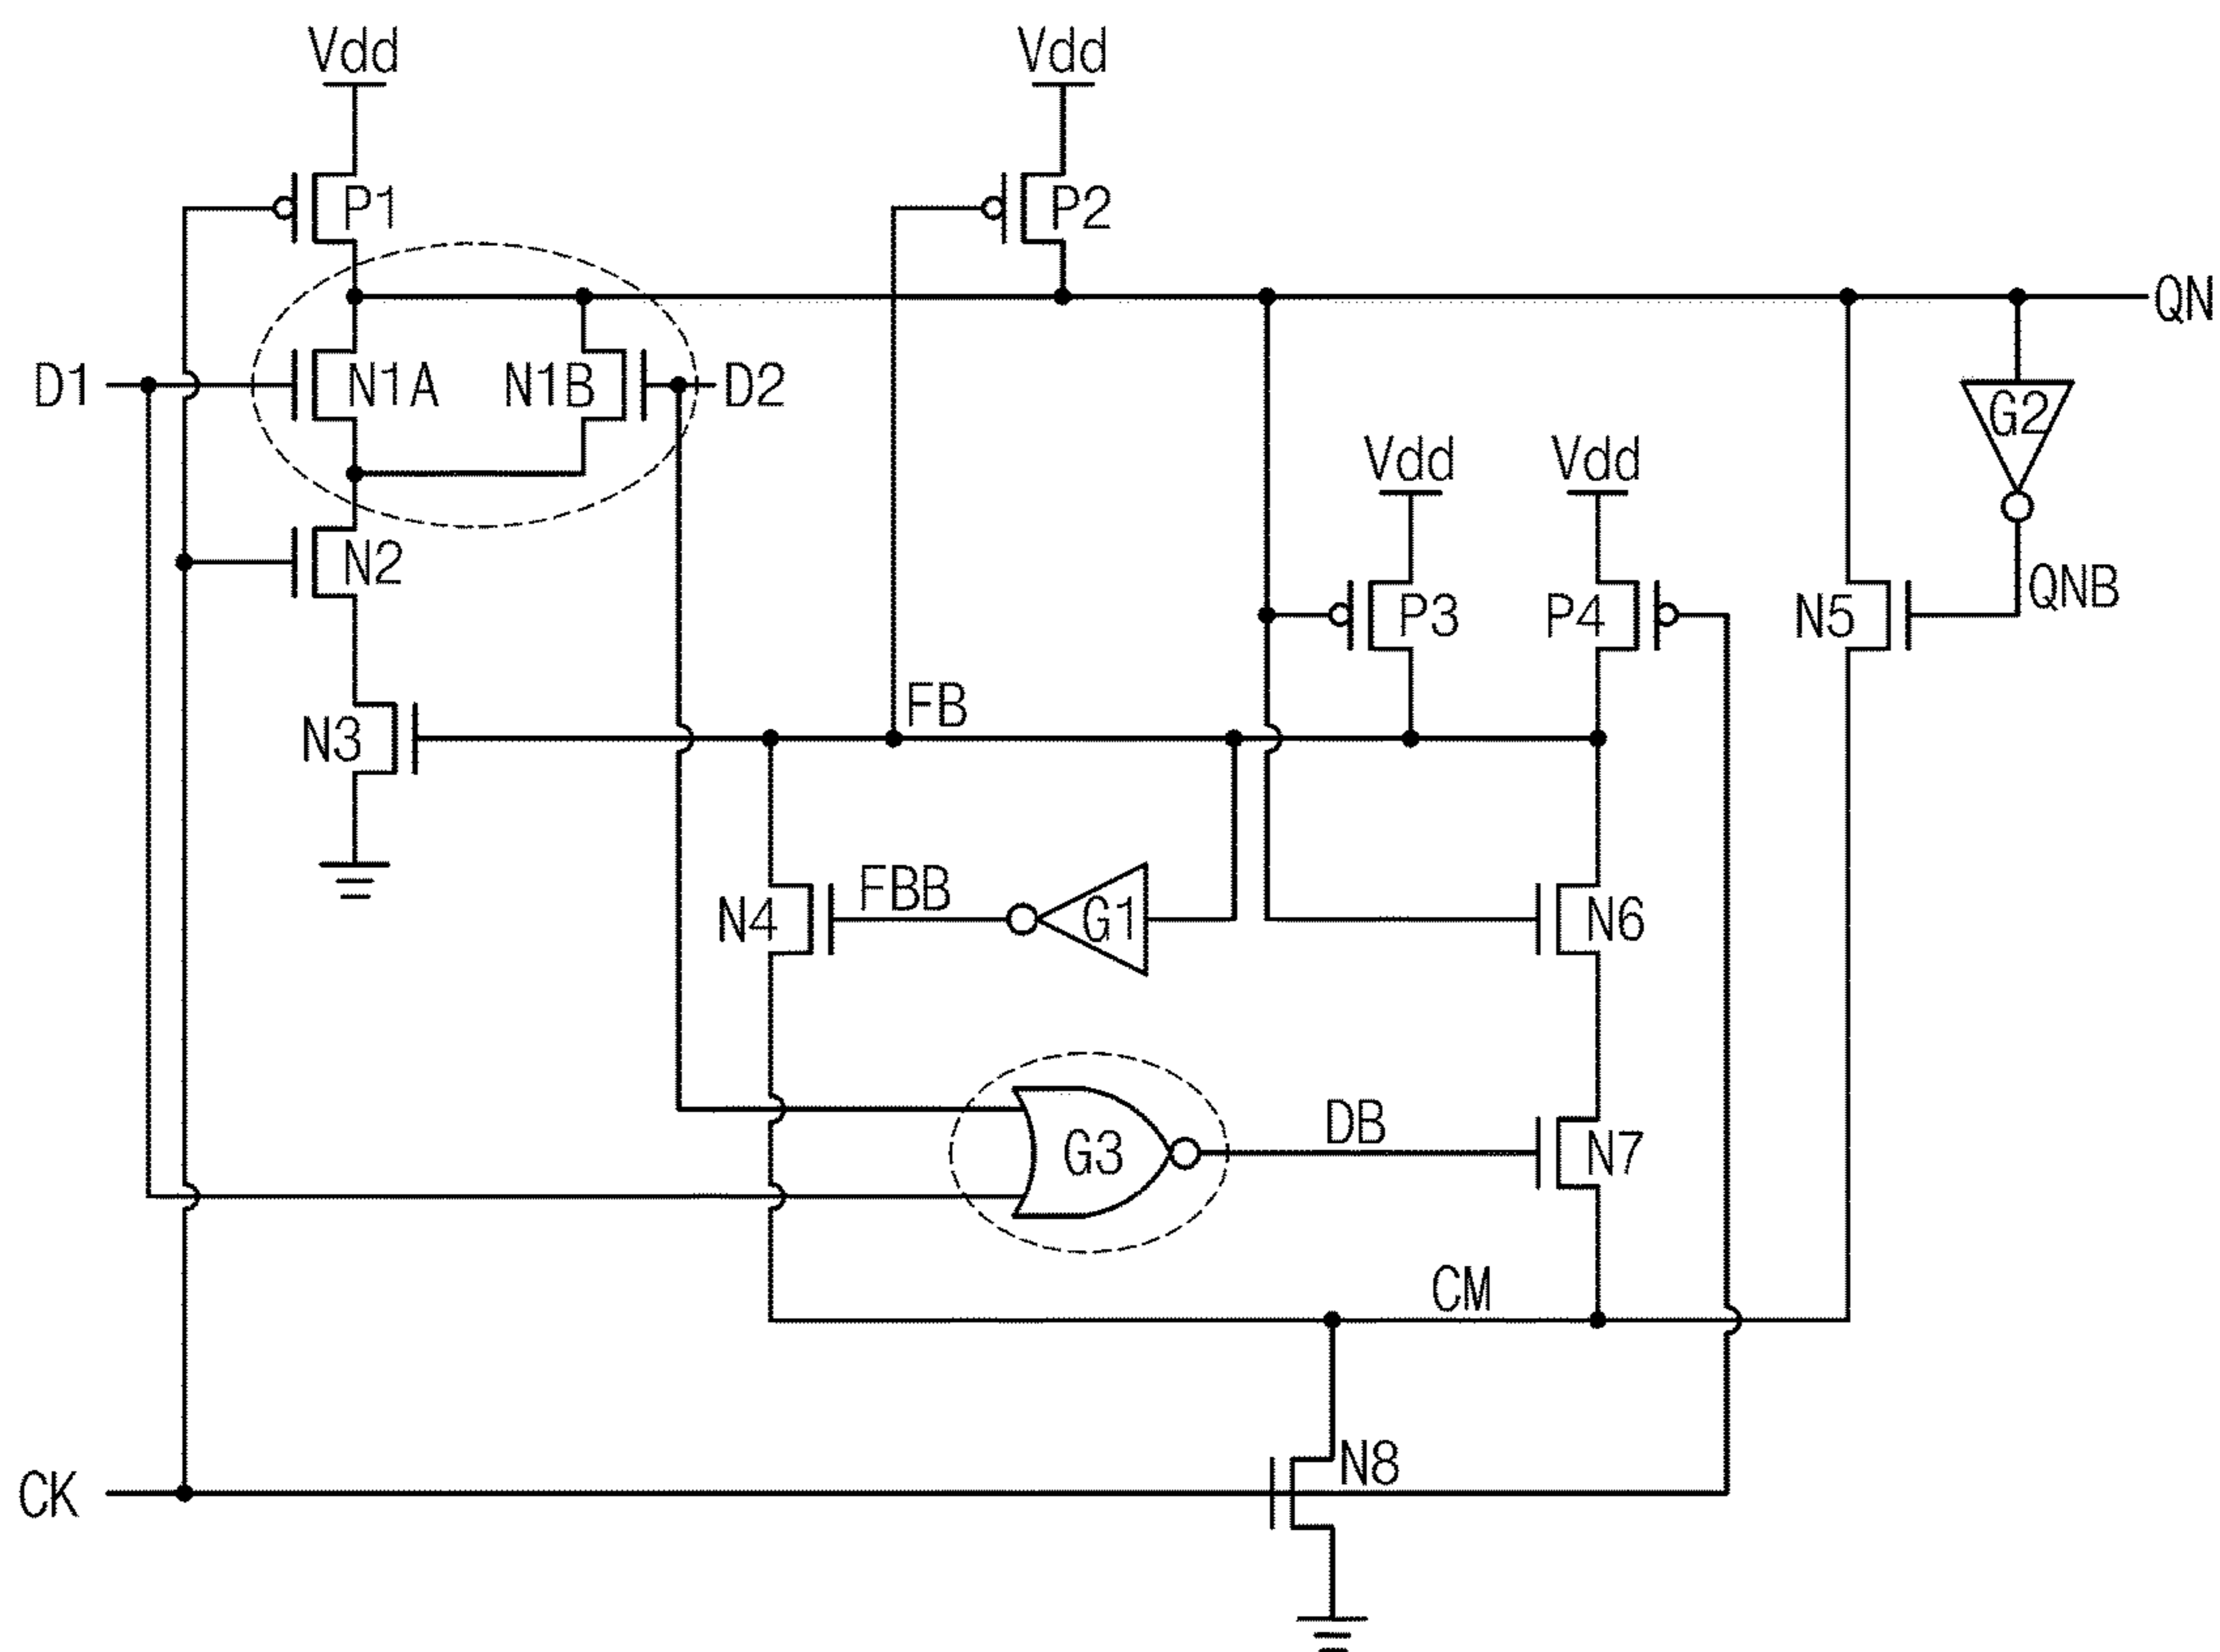 Vdd
Vdd
P1
P2
QN
D1
N1A
N1B
D2
G2
Vdd
Vdd
N2
P3
P4
N5
QNB
FB
N3
FBB
N4
G1
N6
DB
G3
N7
CM
N8
CK